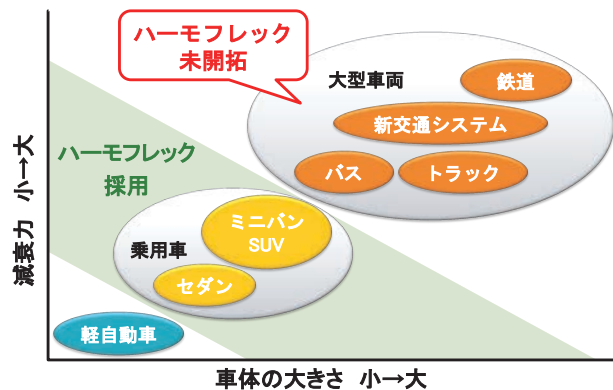 ハーモフレック
未開拓
大型車両
鉄道
新交通システム
バス
トラック
ハーモフレック
採用
ミニバン
SUV
乗用車
セダン
軽自動車
減衰力 小→大
車体の大きさ 小→大